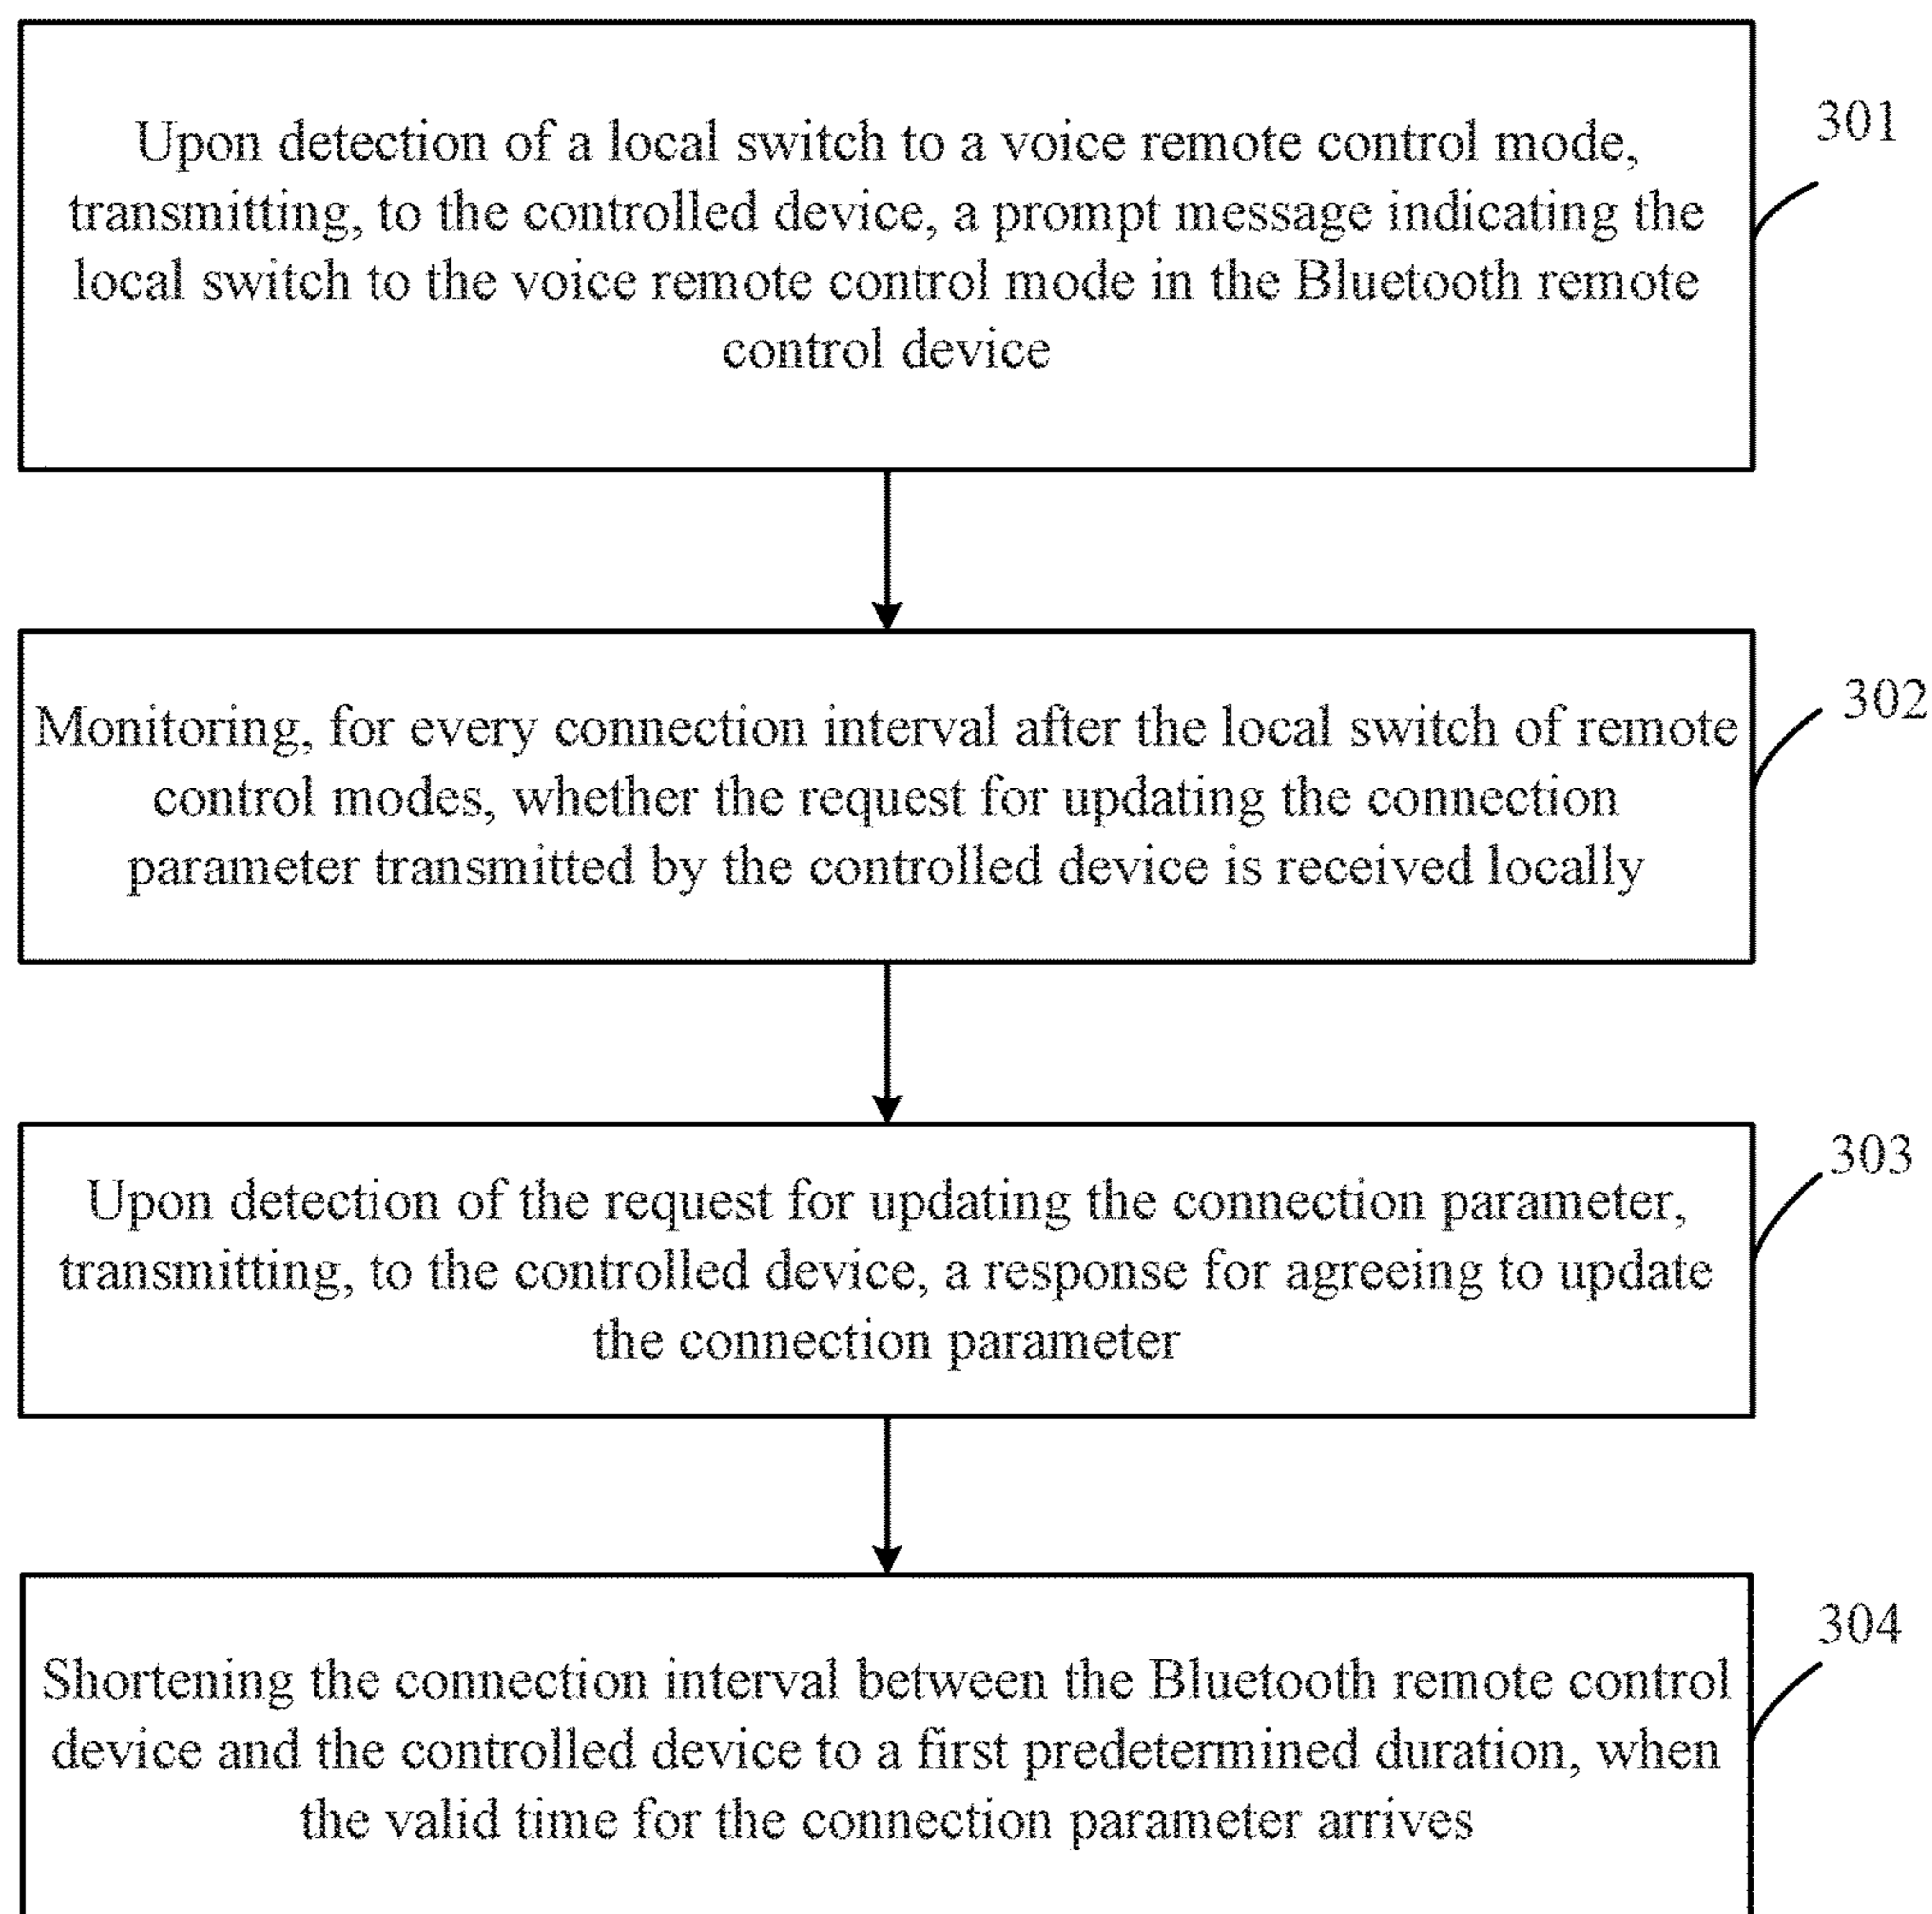 Upon detection of a local switch to a voice remote control mode,
transmitting, to the controlled device, a prompt message indicating the
local switch to the voice remote control mode in the Bluetooth remote
control device
301
Monitoring, for every connection interval after the local switch of remote
control modes, whether the request for updating the connection
parameter transmitted by the controlled device is received locally
302
Upon detection of the request for updating the connection parameter,
transmitting, to the controlled device, a response for agreeing to update
the connection parameter
303
Shortening the connection interval between the Bluetooth remote control
device and the controlled device to a first predetermined duration, when
the valid time for the connection parameter arrives
304